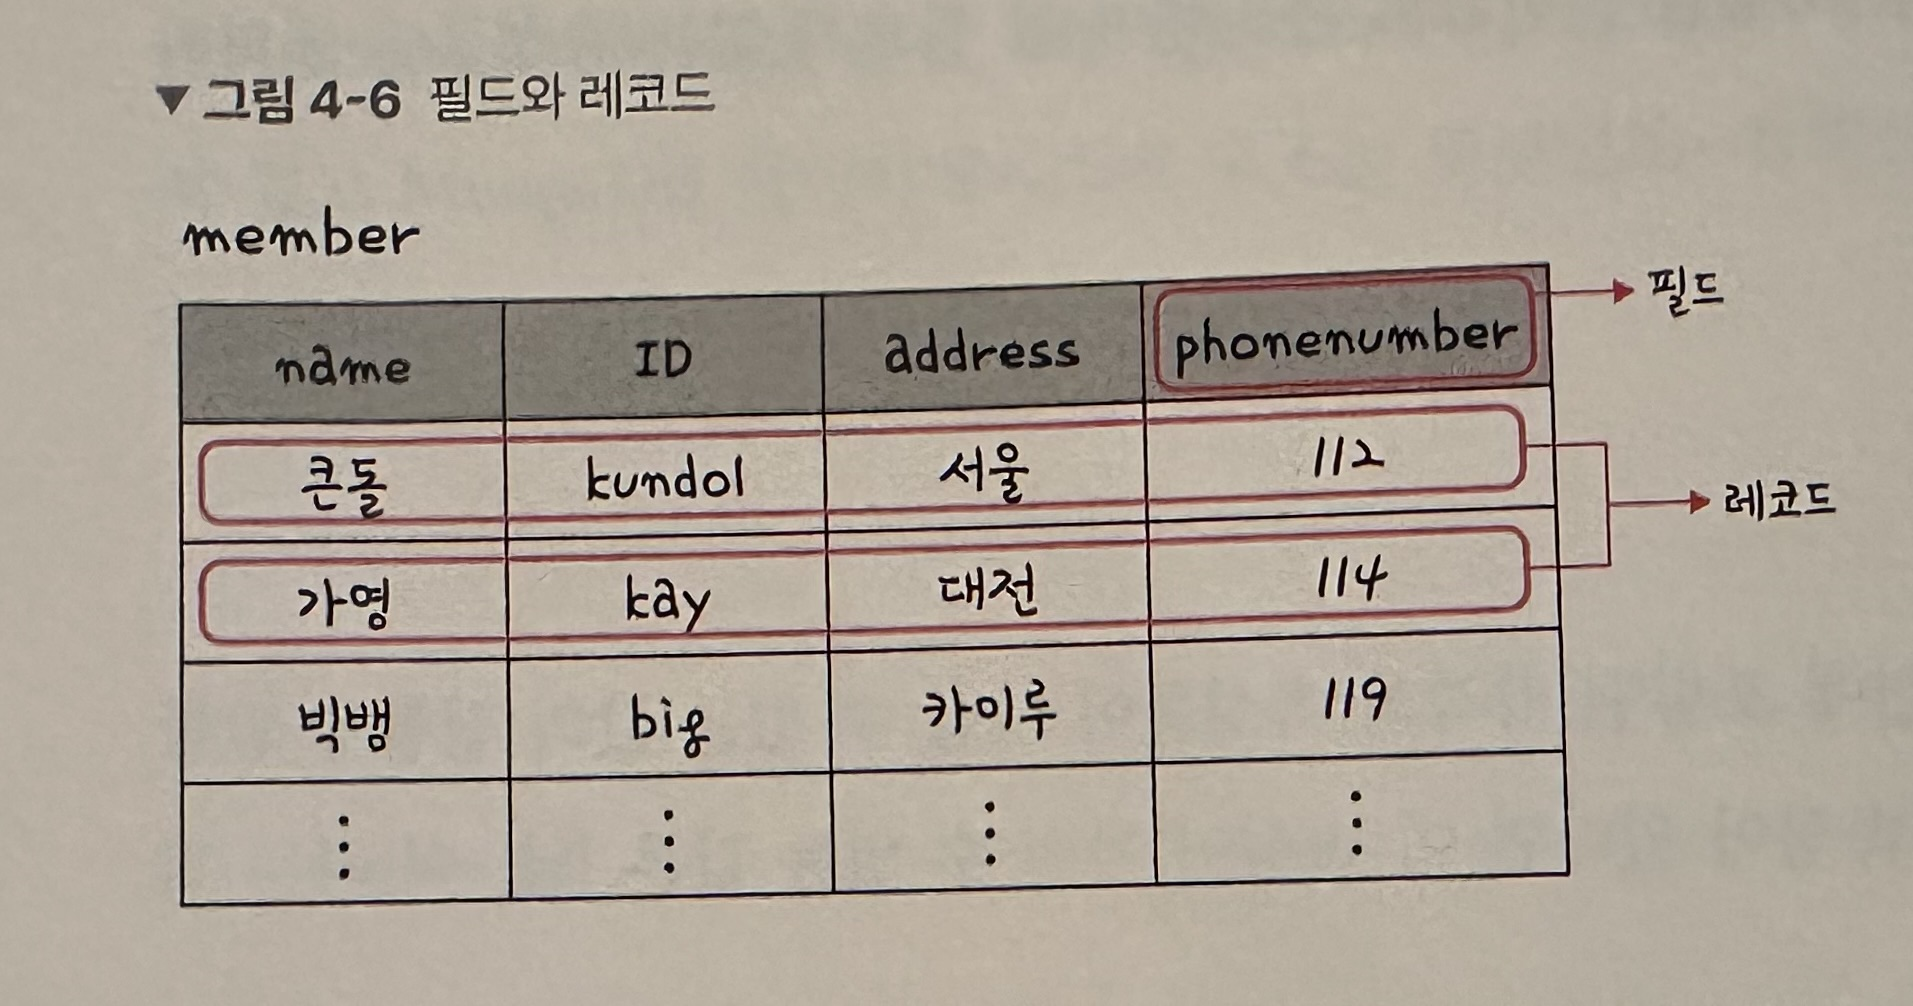 ▼ 그림 4-6 필드와 레코드
member
name ID address phonenumber → 필드
큰돌 kundol 서울 112
→ 레코드
가영 kay 대전 114
빅뱅 big 카이루 119
⋮ ⋮ ⋮ ⋮